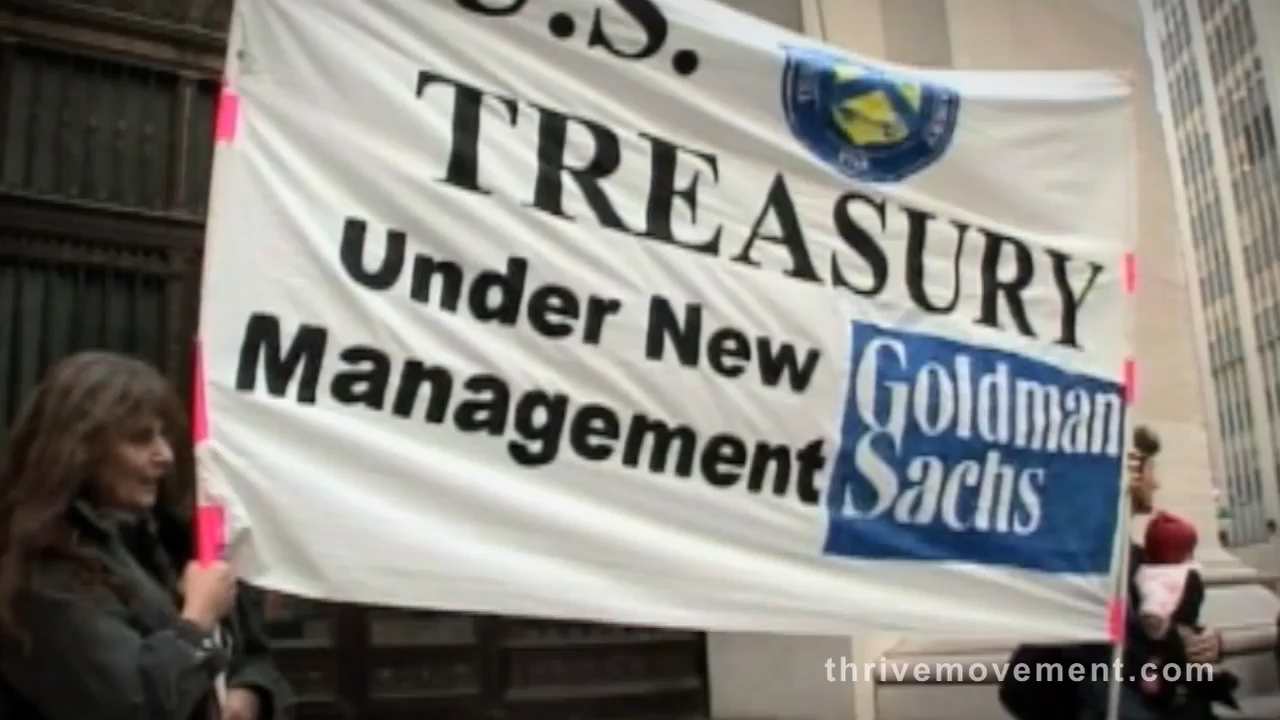 U.S.
TREASURY
Under New
Management
Goldman
Sachs
thrivemovement.com